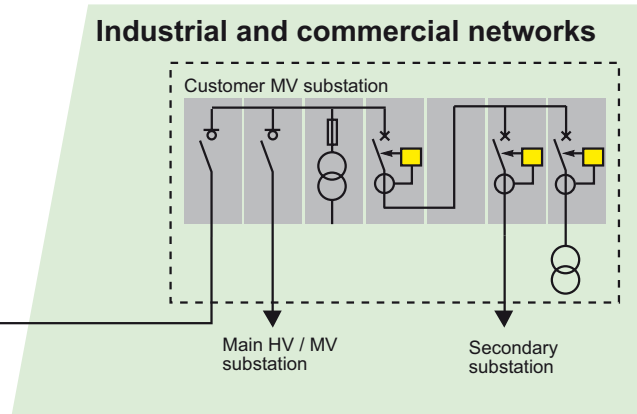 Industrial and commercial networks
Customer MV substation
Main HV / MV
substation
Secondary
substation